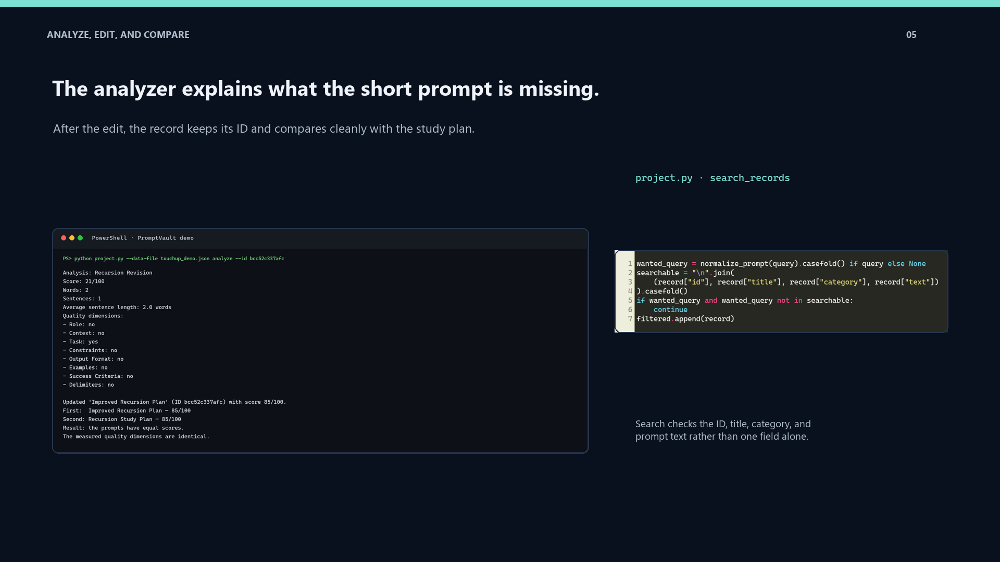 ANALYZE, EDIT, AND COMPARE
05
The analyzer explains what the short prompt is missing.
After the edit, the record keeps its ID and compares cleanly with the study plan.
PowerShell · PromptVault demo
PS> python project.py --data-file touchup_demo.json analyze --id bcc52c337afc
Analysis: Recursion Revision
Score: 21/100
Words: 2
Sentences: 1
Average sentence length: 2.0 words
Quality dimensions:
- Role: no
- Context: no
- Task: yes
- Constraints: no
- Output Format: no
- Examples: no
- Success Criteria: no
- Delimiters: no
Updated 'Improved Recursion Plan' (ID bcc52c337afc) with score 85/100.
First:  Improved Recursion Plan — 85/100
Second: Recursion Study Plan — 85/100
Result: the prompts have equal scores.
The measured quality dimensions are identical.
project.py · search_records
1 wanted_query = normalize_prompt(query).casefold() if query else None
2 searchable = "\n".join(
3     (record["id"], record["title"], record["category"], record["text"])
4 ).casefold()
5 if wanted_query and wanted_query not in searchable:
6     continue
7 filtered.append(record)
Search checks the ID, title, category, and
prompt text rather than one field alone.